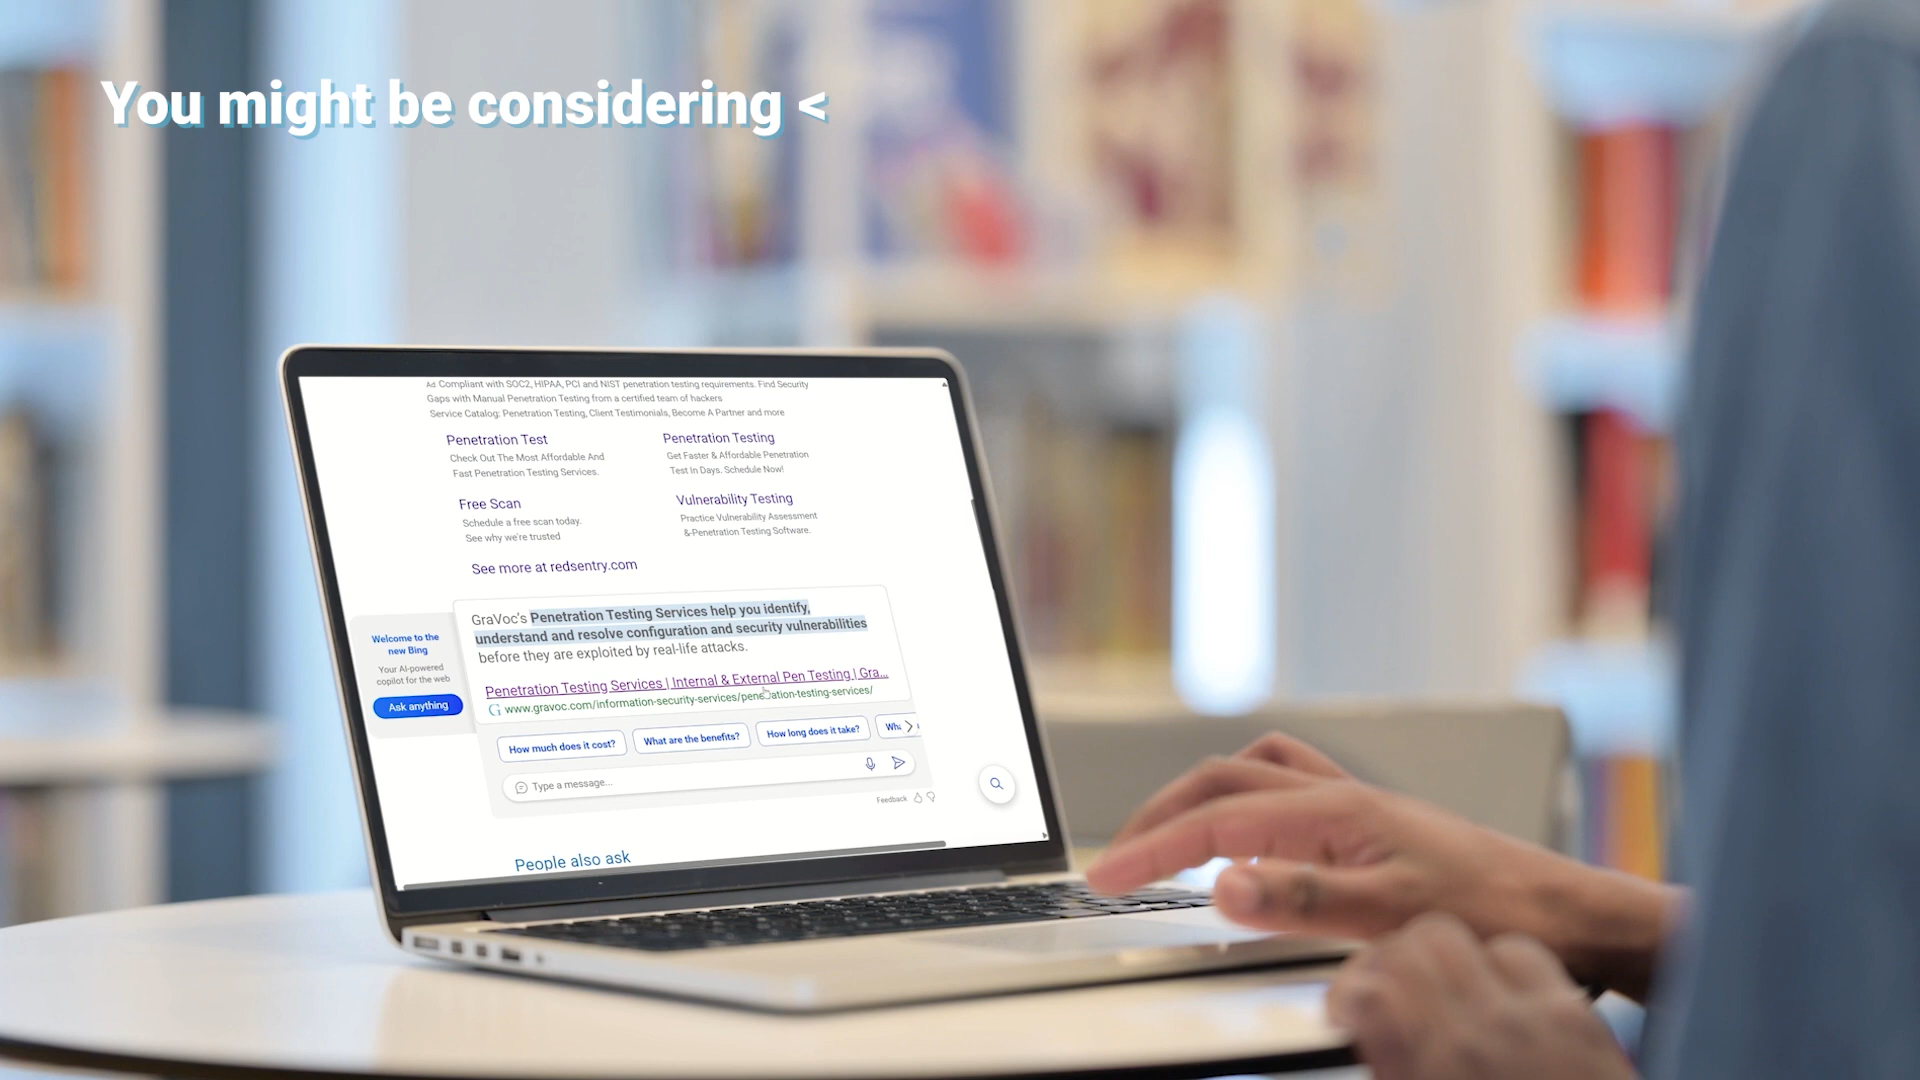 You might be considering <
Ad Compliant with SOC2, HIPAA, PCI and NIST penetration testing requirements. Find Security
Gaps with Manual Penetration Testing from a certified team of hackers
Service Catalog: Penetration Testing, Client Testimonials, Become A Partner and more
Penetration Test
Check Out The Most Affordable And
Fast Penetration Testing Services.
Penetration Testing
Get Faster & Affordable Penetration
Test In Days. Schedule Now!
Free Scan
Schedule a free scan today.
See why we're trusted
Vulnerability Testing
Practice Vulnerability Assessment
&Penetration Testing Software.
See more at redsentry.com
Welcome to the
new Bing
Your AI-powered
copilot for the web
Ask anything
GraVoc's Penetration Testing Services help you identify,
understand and resolve configuration and security vulnerabilities
before they are exploited by real-life attacks.
Penetration Testing Services | Internal & External Pen Testing | Gra...
G www.gravoc.com/information-security-services/penetration-testing-services/
How much does it cost?
What are the benefits?
How long does it take?
Type a message...
Feedback
People also ask